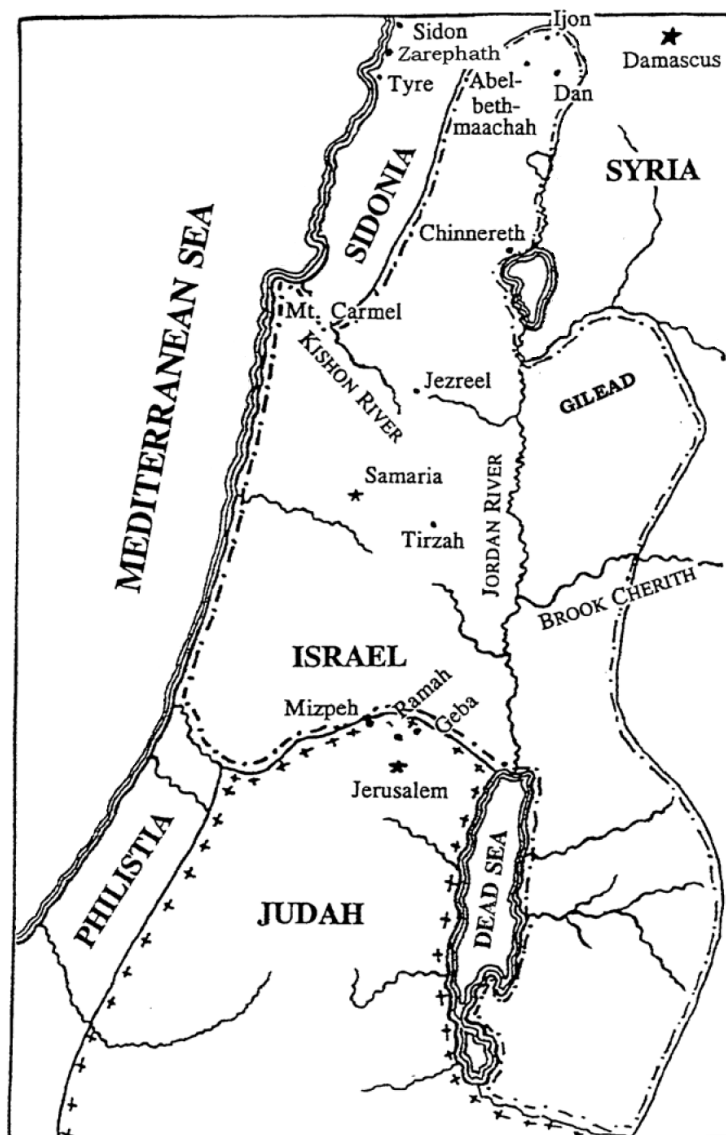 Ijon
Sidon
Zarephath
Damascus
Tyre
Abel-
beth-
maachah
Dan
SYRIA
SIDONIA
Chinnereth
MEDITERRANEAN SEA
Mt. Carmel
KISHON RIVER
Jezreel
GILEAD
Samaria
Tirzah
JORDAN RIVER
BROOK CHERITH
ISRAEL
Mizpeh
Ramah
Geba
Jerusalem
PHILISTIA
JUDAH
DEAD SEA